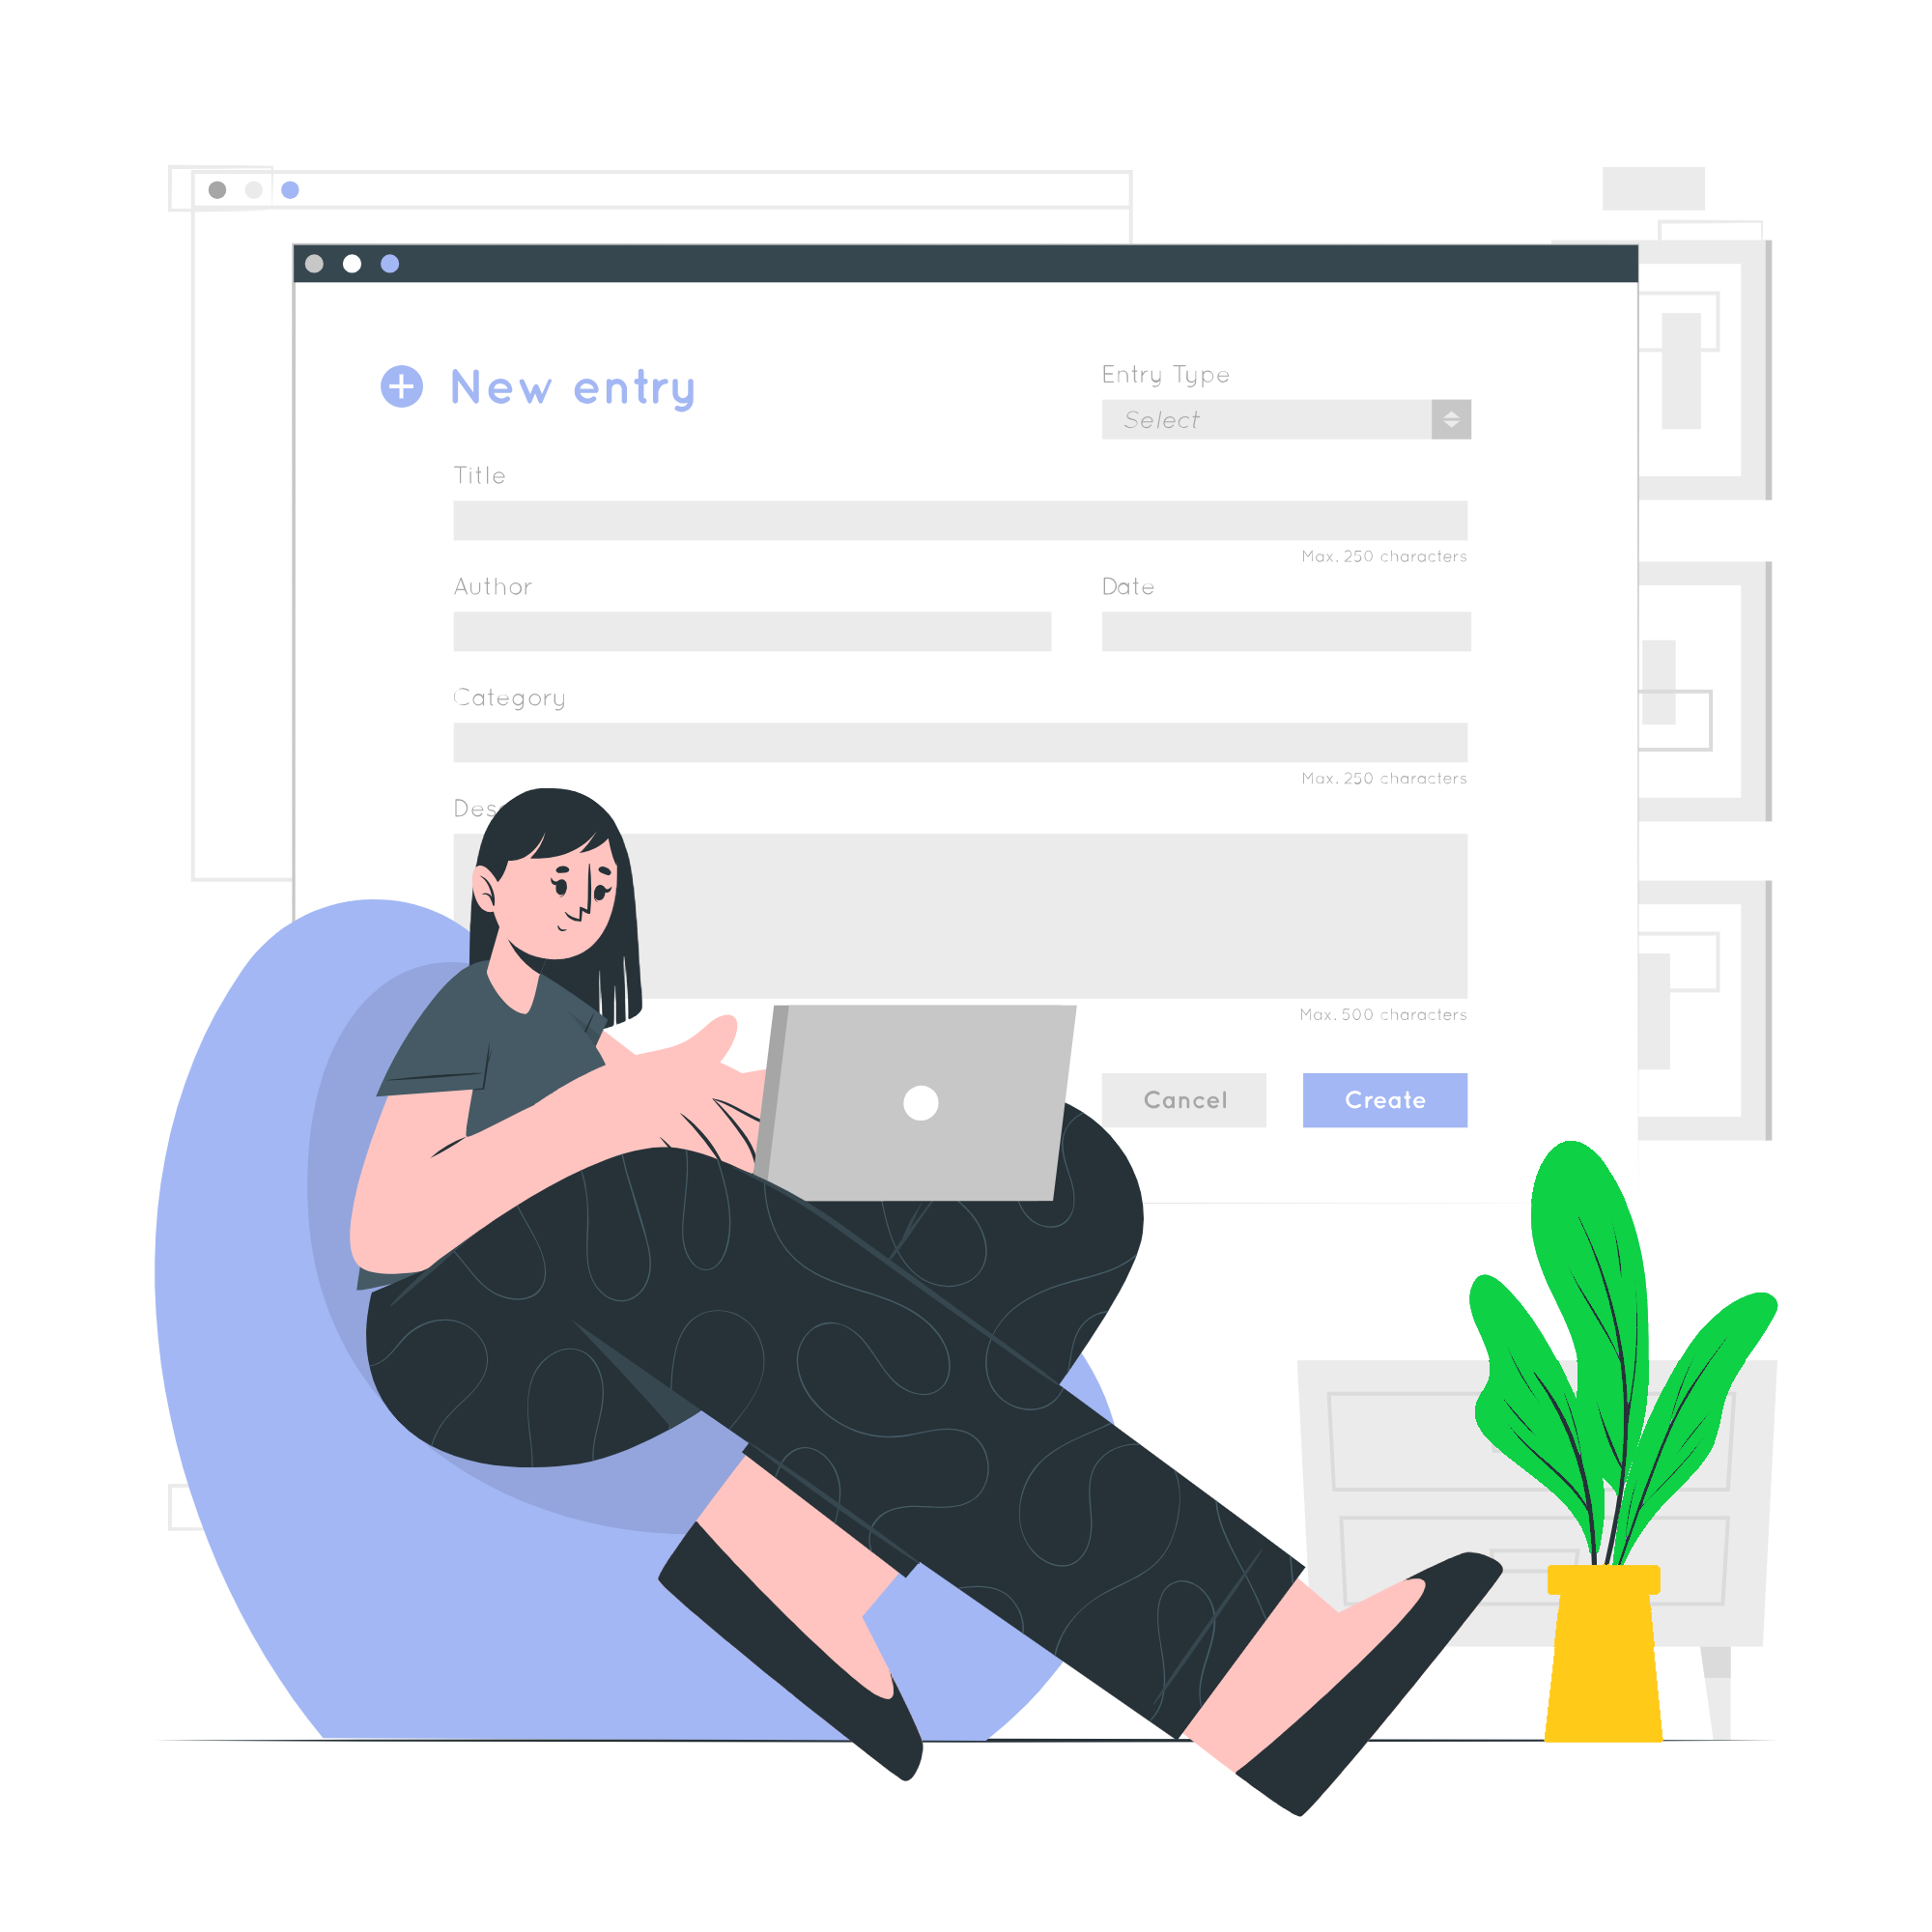 New entry
Entry Type
Select
Title
Max. 250 characters
Author
Date
Category
Max. 250 characters
Des
Max. 500 characters
Cancel
Create